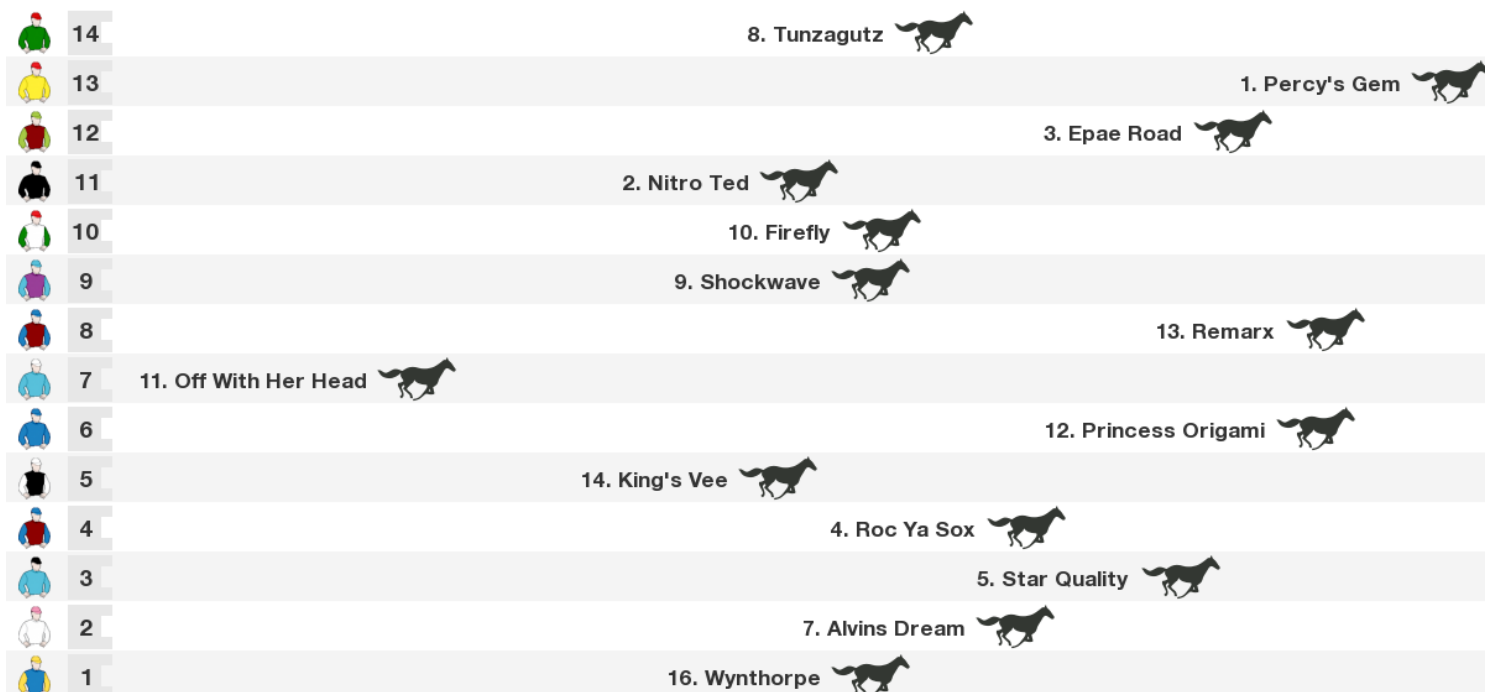 14 8. Tunzagutz
13 1. Percy's Gem
12 3. Epae Road
11 2. Nitro Ted
10 10. Firefly
9 9. Shockwave
8 13. Remarx
7 11. Off With Her Head
6 12. Princess Origami
5 14. King's Vee
4 4. Roc Ya Sox
3 5. Star Quality
2 7. Alvins Dream
1 16. Wynthorpe